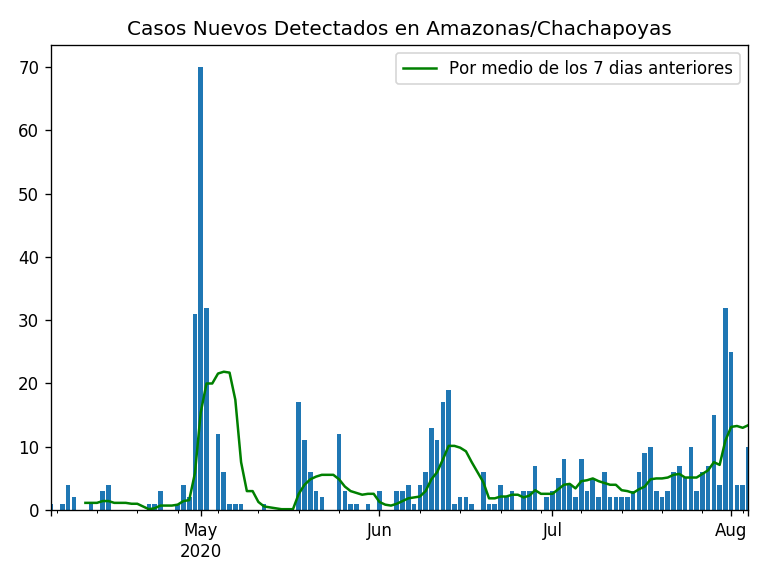 Casos Nuevos Detectados en Amazonas/Chachapoyas
Por medio de los 7 dias anteriores
70
60
50
40
30
20
10
0
May
2020
Jun
Jul
Aug